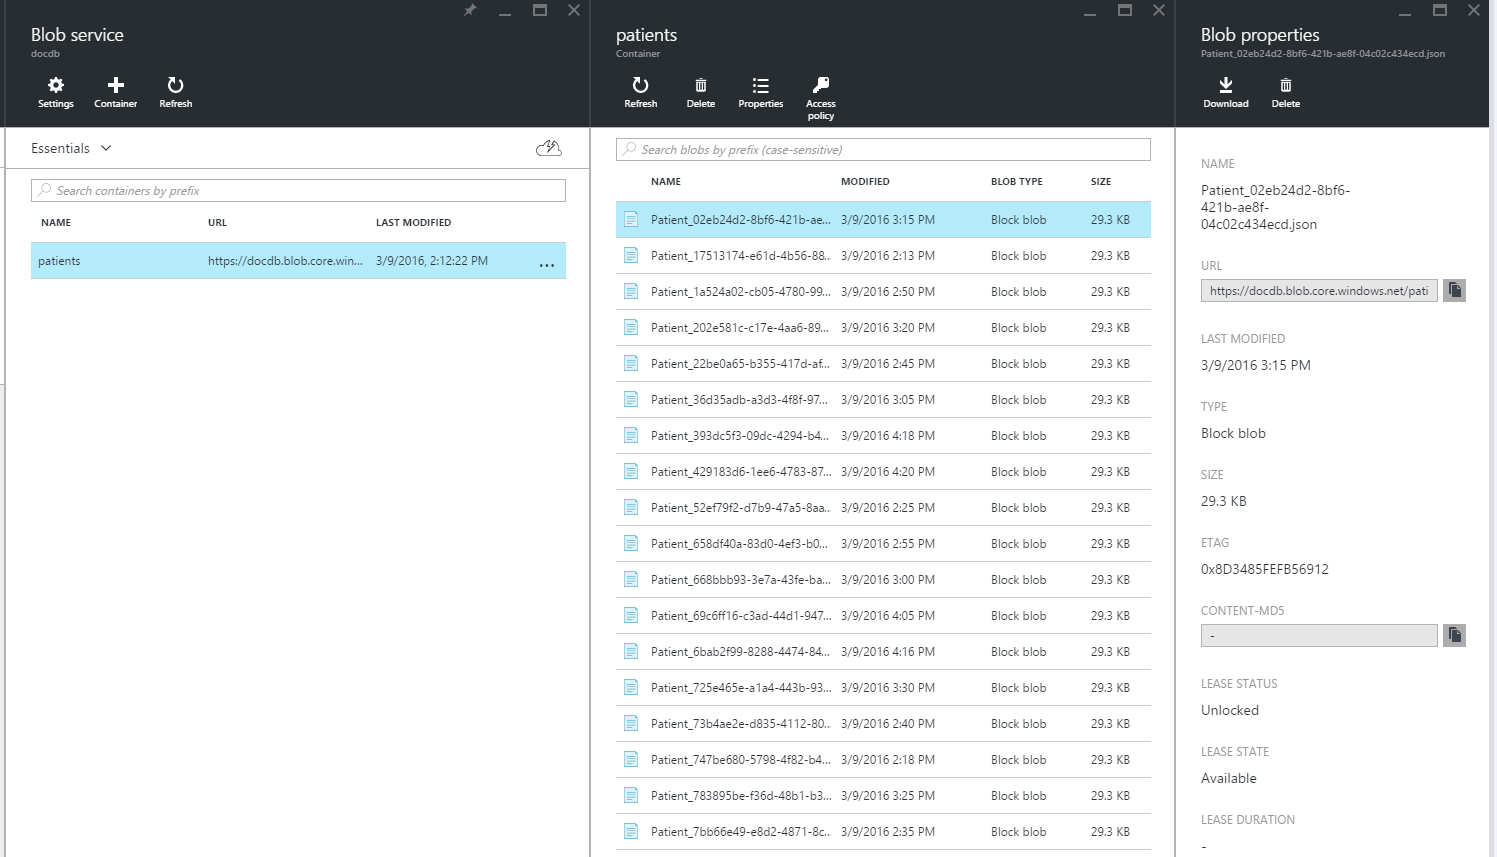 Blob service
docdb
Settings
Container
Refresh
Essentials
Search containers by prefix
NAME URL LAST MODIFIED
patients https://docdb.blob.core.win... 3/9/2016, 2:12:22 PM ...
patients
Container
Refresh
Delete
Properties
Access
policy
Search blobs by prefix (case-sensitive)
NAME MODIFIED BLOB TYPE SIZE
Patient_02eb24d2-8bf6-421b-ae... 3/9/2016 3:15 PM Block blob 29.3 KB
Patient_17513174-e61d-4b56-88... 3/9/2016 2:13 PM Block blob 29.3 KB
Patient_1a524a02-cb05-4780-99... 3/9/2016 2:50 PM Block blob 29.3 KB
Patient_202e581c-c17e-4aa6-89... 3/9/2016 3:20 PM Block blob 29.3 KB
Patient_22be0a65-b355-417d-af... 3/9/2016 2:45 PM Block blob 29.3 KB
Patient_36d35adb-a3d3-4f8f-97... 3/9/2016 3:05 PM Block blob 29.3 KB
Patient_393dc5f3-09dc-4294-b4... 3/9/2016 4:18 PM Block blob 29.3 KB
Patient_429183d6-1ee6-4783-87... 3/9/2016 4:20 PM Block blob 29.3 KB
Patient_52ef79f2-d7b9-47a5-8aa... 3/9/2016 2:25 PM Block blob 29.3 KB
Patient_658df40a-83d0-4ef3-b0... 3/9/2016 2:55 PM Block blob 29.3 KB
Patient_668bbb93-3e7a-43fe-ba... 3/9/2016 3:00 PM Block blob 29.3 KB
Patient_69c6ff16-c3ad-44d1-947... 3/9/2016 4:05 PM Block blob 29.3 KB
Patient_6bab2f99-8288-4474-84... 3/9/2016 4:16 PM Block blob 29.3 KB
Patient_725e465e-a1a4-443b-93... 3/9/2016 3:30 PM Block blob 29.3 KB
Patient_73b4ae2e-d835-4112-80... 3/9/2016 2:40 PM Block blob 29.3 KB
Patient_747be680-5798-4f82-b4... 3/9/2016 2:18 PM Block blob 29.3 KB
Patient_783895be-f36d-48b1-b3... 3/9/2016 3:25 PM Block blob 29.3 KB
Patient_7bb66e49-e8d2-4871-8c... 3/9/2016 2:35 PM Block blob 29.3 KB
Blob properties
Patient_02eb24d2-8bf6-421b-ae8f-04c02c434ecd.json
Download
Delete
NAME
Patient_02eb24d2-8bf6-
421b-ae8f-
04c02c434ecd.json
URL
https://docdb.blob.core.windows.net/pati
LAST MODIFIED
3/9/2016 3:15 PM
TYPE
Block blob
SIZE
29.3 KB
ETAG
0x8D3485FEFB56912
CONTENT-MD5
-
LEASE STATUS
Unlocked
LEASE STATE
Available
LEASE DURATION
-